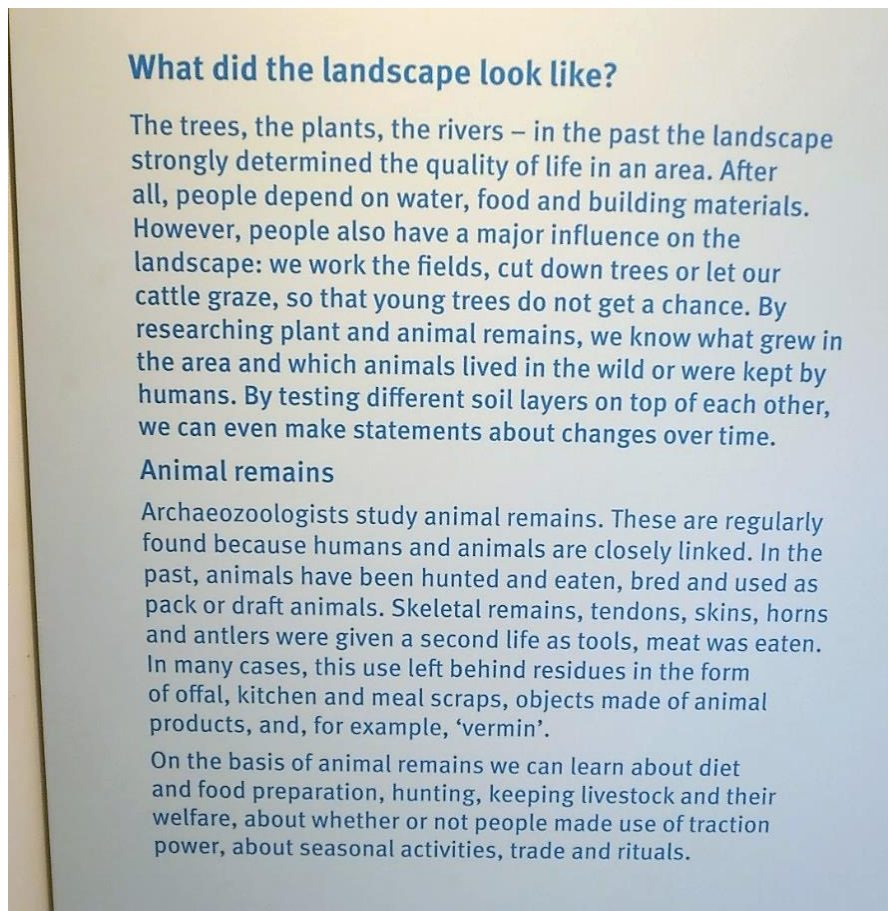 What did the landscape look like?
The trees, the plants, the rivers – in the past the landscape
strongly determined the quality of life in an area. After
all, people depend on water, food and building materials.
However, people also have a major influence on the
landscape: we work the fields, cut down trees or let our
cattle graze, so that young trees do not get a chance. By
researching plant and animal remains, we know what grew in
the area and which animals lived in the wild or were kept by
humans. By testing different soil layers on top of each other,
we can even make statements about changes over time.
Animal remains
Archaeozoologists study animal remains. These are regularly
found because humans and animals are closely linked. In the
past, animals have been hunted and eaten, bred and used as
pack or draft animals. Skeletal remains, tendons, skins, horns
and antlers were given a second life as tools, meat was eaten.
In many cases, this use left behind residues in the form
of offal, kitchen and meal scraps, objects made of animal
products, and, for example, ‘vermin’.
On the basis of animal remains we can learn about diet
and food preparation, hunting, keeping livestock and their
welfare, about whether or not people made use of traction
power, about seasonal activities, trade and rituals.